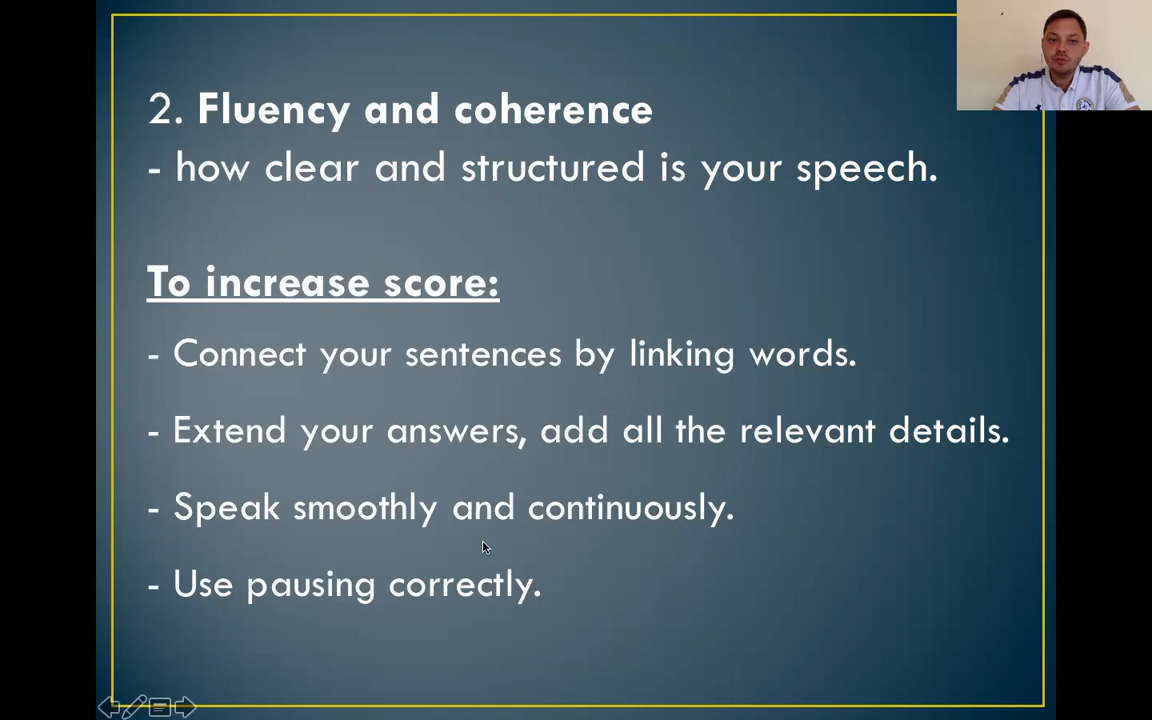 2. Fluency and coherence
- how clear and structured is your speech.
To increase score:
- Connect your sentences by linking words.
- Extend your answers, add all the relevant details.
- Speak smoothly and continuously.
- Use pausing correctly.